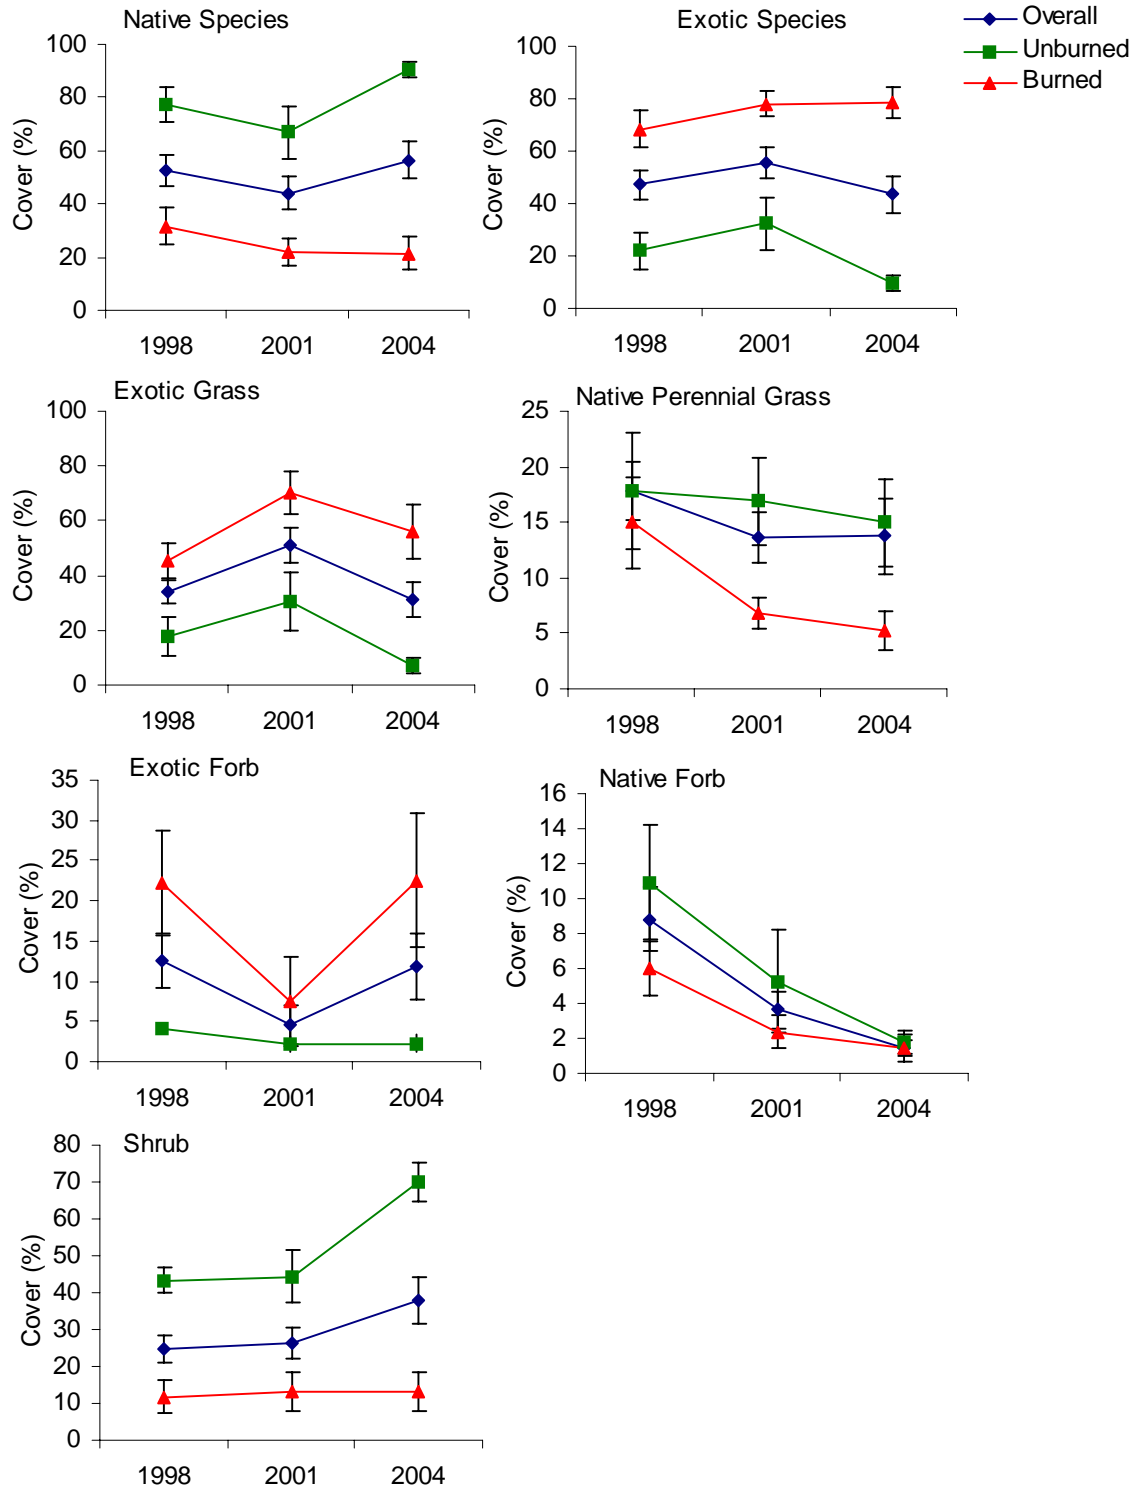 Native Species
Cover (%)
100
80
60
40
20
0
1998 2001 2004
Exotic Species
Cover (%)
100
80
60
40
20
0
1998 2001 2004
Overall
Unburned
Burned
Exotic Grass
Cover (%)
100
80
60
40
20
0
1998 2001 2004
Native Perennial Grass
Cover (%)
25
20
15
10
5
0
1998 2001 2004
Exotic Forb
Cover (%)
35
30
25
20
15
10
5
0
1998 2001 2004
Native Forb
Cover (%)
16
14
12
10
8
6
4
2
0
1998 2001 2004
Shrub
Cover (%)
80
70
60
50
40
30
20
10
0
1998 2001 2004